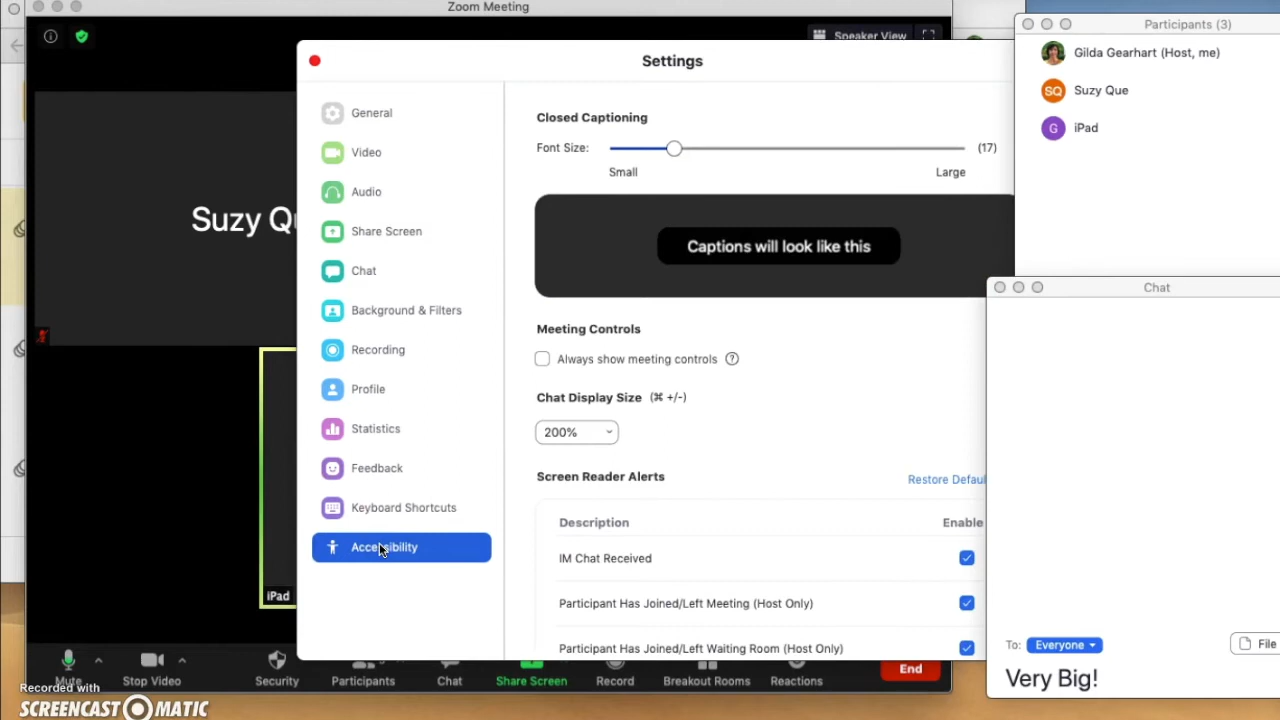 Zoom Meeting
Speaker View
Participants (3)
Gilda Gearhart (Host, me)
SQ Suzy Que
G iPad
Suzy Q
iPad
Settings
General
Video
Audio
Share Screen
Chat
Background & Filters
Recording
Profile
Statistics
Feedback
Keyboard Shortcuts
Accessibility
Closed Captioning
Font Size: (17)
Small Large
Captions will look like this
Meeting Controls
Always show meeting controls ?
Chat Display Size (⌘ +/-)
200%
Screen Reader Alerts
Restore Defaul
Description Enable
IM Chat Received
Participant Has Joined/Left Meeting (Host Only)
Participant Has Joined/Left Waiting Room (Host Only)
Chat
To: Everyone File
Very Big!
Mute Stop Video Security Participants Chat Share Screen Record Breakout Rooms Reactions End
Recorded with
SCREENCAST MATIC